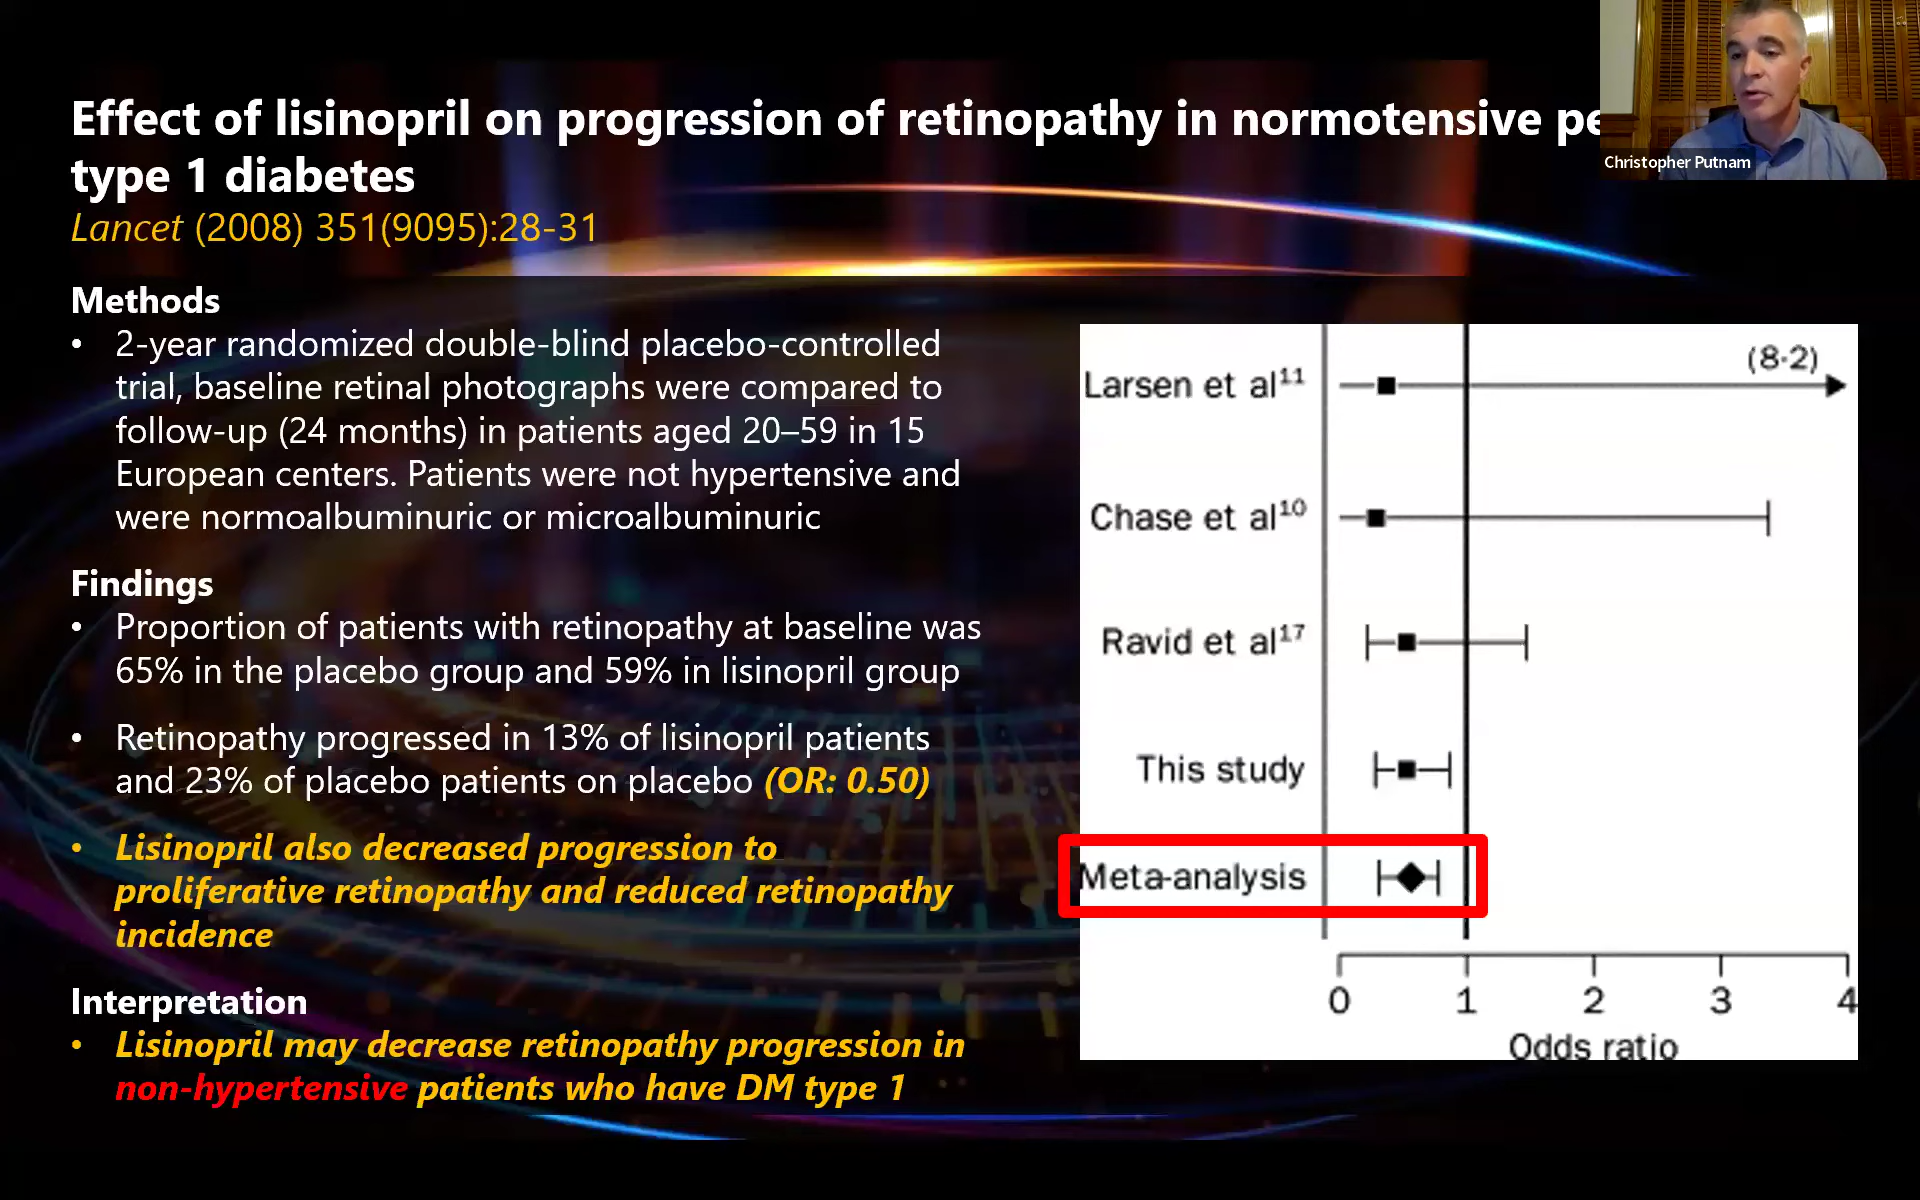 Effect of lisinopril on progression of retinopathy in normotensive pe
type 1 diabetes
Lancet (2008) 351(9095):28-31
Christopher Putnam
Methods
• 2-year randomized double-blind placebo-controlled
trial, baseline retinal photographs were compared to
follow-up (24 months) in patients aged 20–59 in 15
European centers. Patients were not hypertensive and
were normoalbuminuric or microalbuminuric
Findings
• Proportion of patients with retinopathy at baseline was
65% in the placebo group and 59% in lisinopril group
• Retinopathy progressed in 13% of lisinopril patients
and 23% of placebo patients on placebo (OR: 0.50)
• Lisinopril also decreased progression to
proliferative retinopathy and reduced retinopathy
incidence
Interpretation
• Lisinopril may decrease retinopathy progression in
non-hypertensive patients who have DM type 1
(8·2)
Larsen et al¹¹
Chase et al¹⁰
Ravid et al¹⁷
This study
Meta-analysis
0 1 2 3 4
Odds ratio